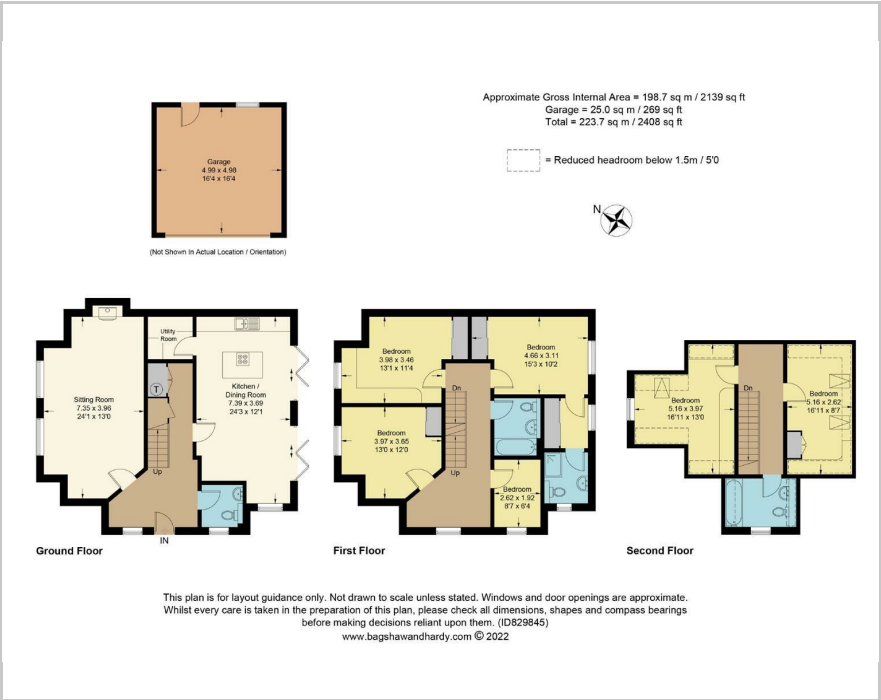 Approximate Gross Internal Area = 198.7 sq m / 2139 sq ft
Garage = 25.0 sq m / 269 sq ft
Total = 223.7 sq m / 2408 sq ft
= Reduced headroom below 1.5m / 5'0
N
Garage
4.99 x 4.98
16'4 x 16'4
(Not Shown In Actual Location / Orientation)
Utility
Room
Sitting Room
7.35 x 3.96
24'1 x 13'0
T
Kitchen /
Dining Room
7.39 x 3.69
24'3 x 12'1
Up
IN
Ground Floor
Bedroom
3.98 x 3.46
13'1 x 11'4
Bedroom
4.66 x 3.11
15'3 x 10'2
Dn
Bedroom
3.97 x 3.65
13'0 x 12'0
Up
Bedroom
2.62 x 1.92
8'7 x 6'4
First Floor
Dn
Bedroom
5.16 x 3.97
16'11 x 13'0
Bedroom
5.16 x 2.62
16'11 x 8'7
Second Floor
This plan is for layout guidance only. Not drawn to scale unless stated. Windows and door openings are approximate.
Whilst every care is taken in the preparation of this plan, please check all dimensions, shapes and compass bearings
before making decisions reliant upon them. (ID829845)
www.bagshawandhardy.com © 2022